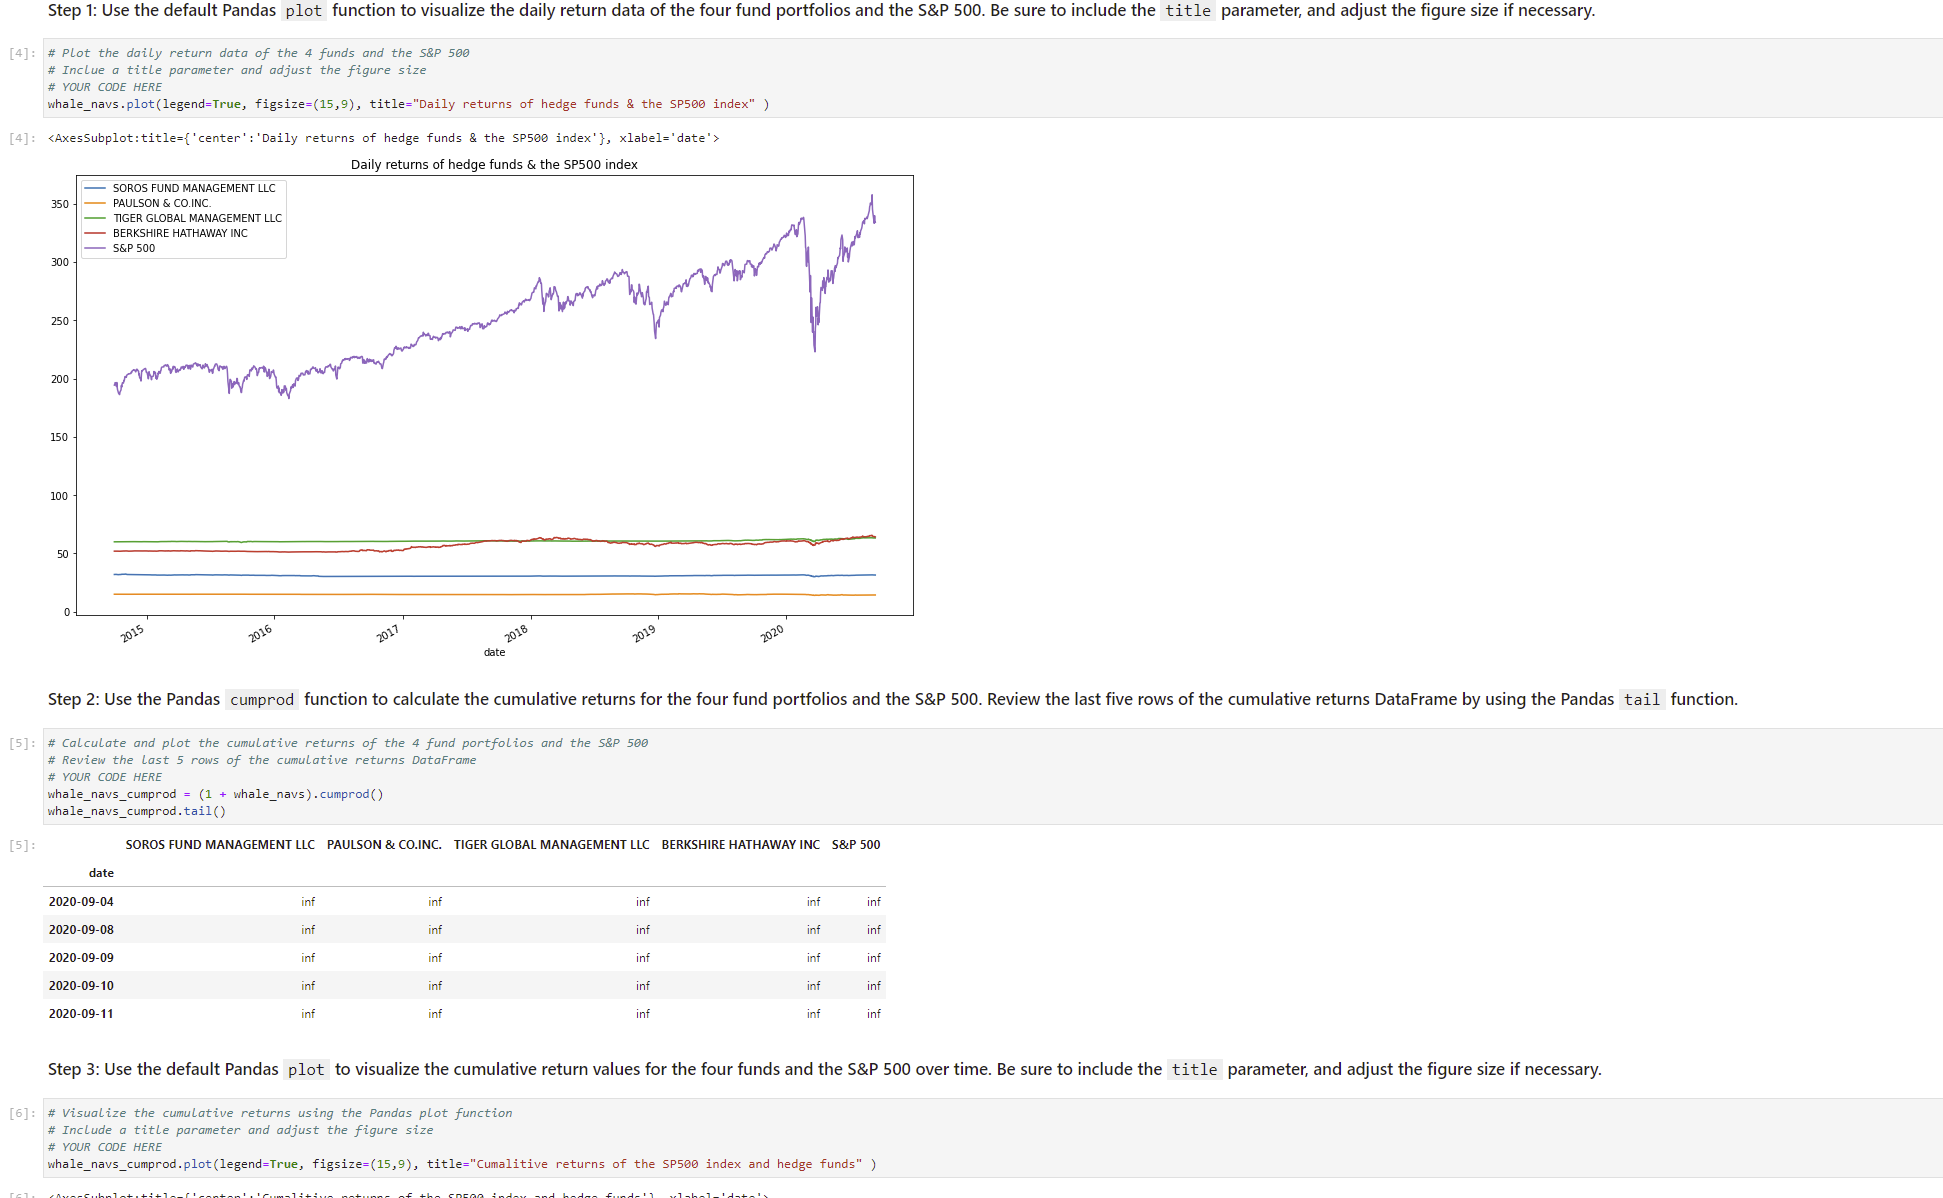 Step 1: Use the default Pandas plot function to visualize the daily return data of the four fund portfolios and the S&P 500. Be sure to include the title parameter, and adjust the figure size if necessary.
[4]: # Plot the daily return data of the 4 funds and the S&P 500
# Inclue a title parameter and adjust the figure size
# YOUR CODE HERE
whale_navs.plot(legend=True, figsize=(15,9), title="Daily returns of hedge funds & the SP500 index" )
[4]: <AxesSubplot:title={'center':'Daily returns of hedge funds & the SP500 index'}, xlabel='date'>
Daily returns of hedge funds & the SP500 index
SOROS FUND MANAGEMENT LLC
PAULSON & CO.INC.
TIGER GLOBAL MANAGEMENT LLC
BERKSHIRE HATHAWAY INC
S&P 500
350
300
250
200
150
100
50
0
2015 2016 2017 2018 2019 2020
date
Step 2: Use the Pandas cumprod function to calculate the cumulative returns for the four fund portfolios and the S&P 500. Review the last five rows of the cumulative returns DataFrame by using the Pandas tail function.
[5]: # Calculate and plot the cumulative returns of the 4 fund portfolios and the S&P 500
# Review the last 5 rows of the cumulative returns DataFrame
# YOUR CODE HERE
whale_navs_cumprod = (1 + whale_navs).cumprod()
whale_navs_cumprod.tail()
[5]: SOROS FUND MANAGEMENT LLC PAULSON & CO.INC. TIGER GLOBAL MANAGEMENT LLC BERKSHIRE HATHAWAY INC S&P 500
date
2020-09-04 inf inf inf inf inf
2020-09-08 inf inf inf inf inf
2020-09-09 inf inf inf inf inf
2020-09-10 inf inf inf inf inf
2020-09-11 inf inf inf inf inf
Step 3: Use the default Pandas plot to visualize the cumulative return values for the four funds and the S&P 500 over time. Be sure to include the title parameter, and adjust the figure size if necessary.
[6]: # Visualize the cumulative returns using the Pandas plot function
# Include a title parameter and adjust the figure size
# YOUR CODE HERE
whale_navs_cumprod.plot(legend=True, figsize=(15,9), title="Cumalitive returns of the SP500 index and hedge funds" )
[6]: <AxesSubplot:title={'center':'Cumalitive returns of the SP500 index and hedge funds'}, xlabel='date'>